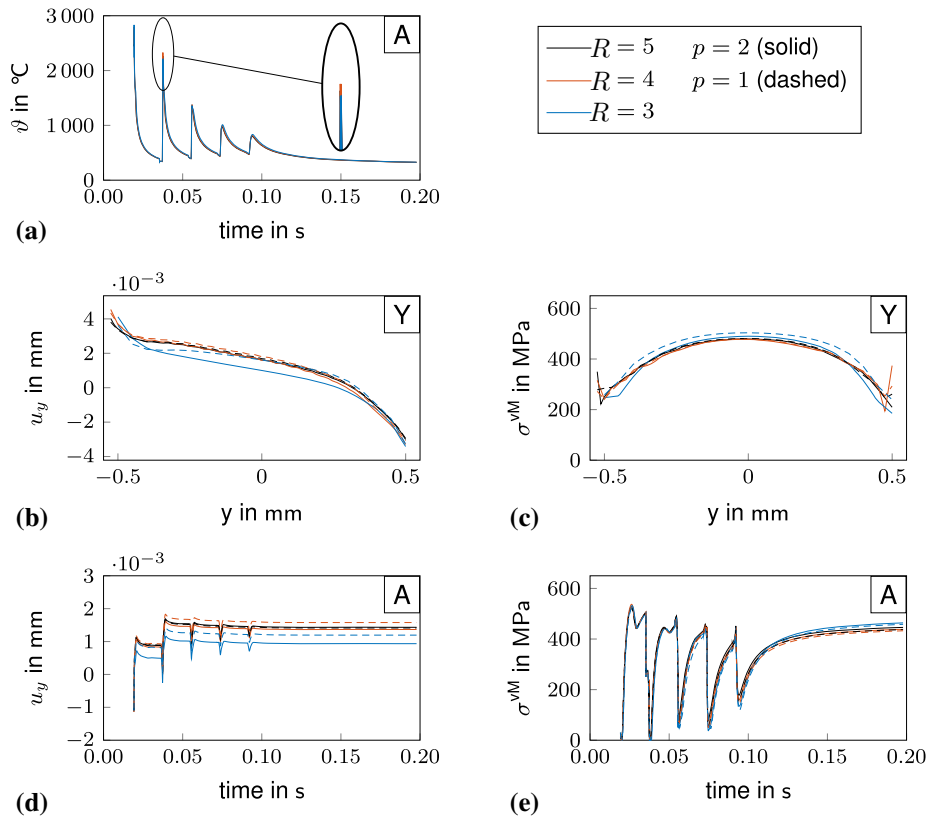 3 000
2 000
1 000
0
ϑ in °C
A
0.00 0.05 0.10 0.15 0.20
time in s
(a)
R = 5 p = 2 (solid)
R = 4 p = 1 (dashed)
R = 3
·10⁻³
4
2
0
−2
−4
u_y in mm
Y
−0.5 0 0.5
y in mm
(b)
600
400
200
0
σ^vM in MPa
Y
−0.5 0 0.5
y in mm
(c)
·10⁻³
3
2
1
0
−1
−2
u_y in mm
A
0.00 0.05 0.10 0.15 0.20
time in s
(d)
600
400
200
0
σ^vM in MPa
A
0.00 0.05 0.10 0.15 0.20
time in s
(e)